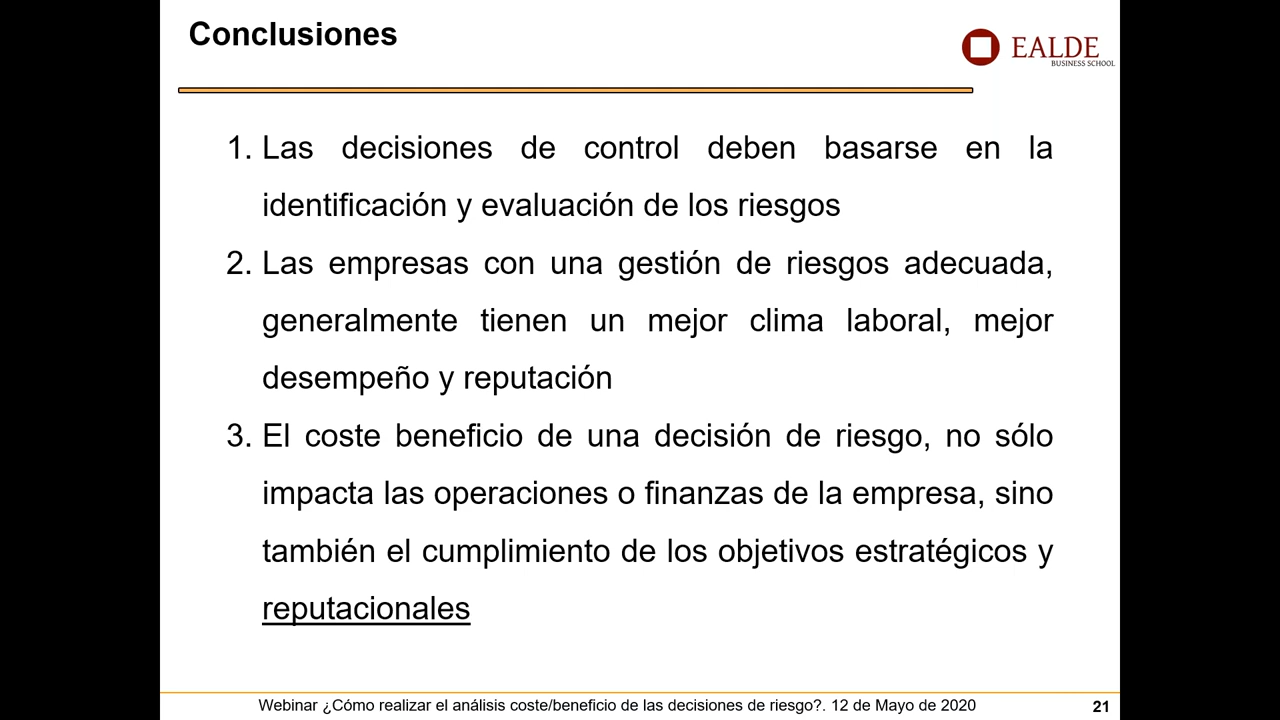 Conclusiones
EALDE
BUSINESS SCHOOL
1. Las decisiones de control deben basarse en la
identificación y evaluación de los riesgos
2. Las empresas con una gestión de riesgos adecuada,
generalmente tienen un mejor clima laboral, mejor
desempeño y reputación
3. El coste beneficio de una decisión de riesgo, no sólo
impacta las operaciones o finanzas de la empresa, sino
también el cumplimiento de los objetivos estratégicos y
reputacionales
Webinar ¿Cómo realizar el análisis coste/beneficio de las decisiones de riesgo?. 12 de Mayo de 2020
21